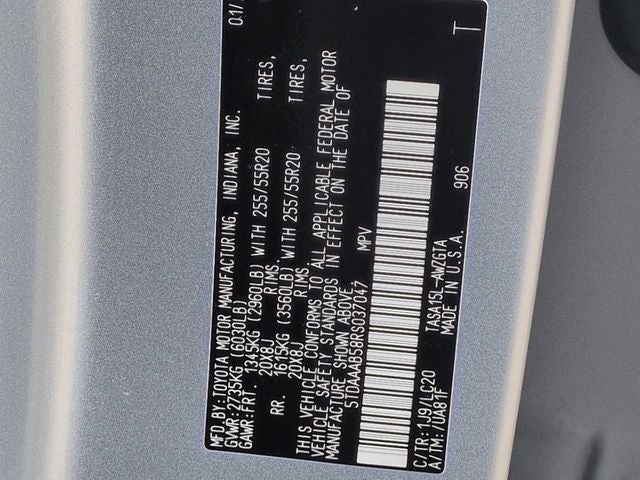 MFD.BY:TOYOTA MOTOR MANUFACTURING, INDIANA, INC. 01/
GVWR:2735KG (6030LB)
GAWR:FRT. 1345KG (2960LB) WITH 255/55R20 TIRES,
20X8J RIMS,
RR. 1615KG (3560LB) WITH 255/55R20 TIRES,
20X8J RIMS.
THIS VEHICLE CONFORMS TO ALL APPLICABLE FEDERAL MOTOR
VEHICLE SAFETY STANDARDS IN EFFECT ON THE DATE OF
MANUFACTURE SHOWN ABOVE.
5TDAAAB58RS037047 MPV
C/TR:1J9/LC20 TASA15L-AWZGTA 906
A/TM:/UA81F MADE IN U.S.A.
T